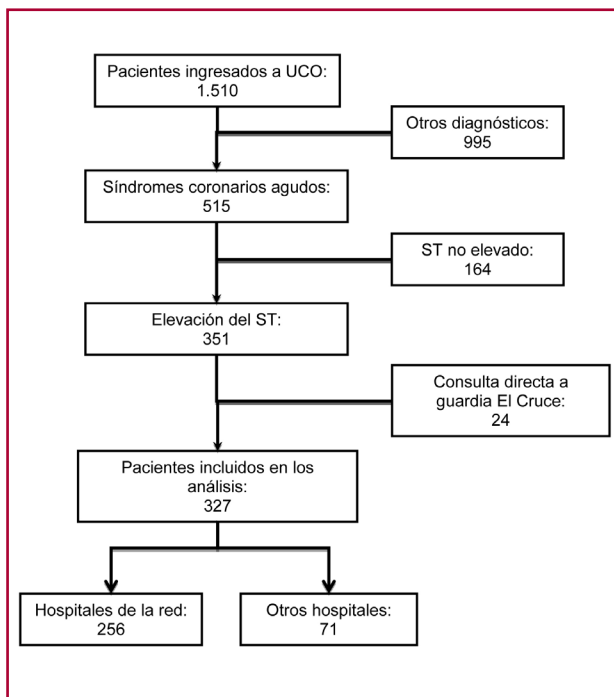 Pacientes ingresados a UCO:
1.510
Otros diagnósticos:
995
Síndromes coronarios agudos:
515
ST no elevado:
164
Elevación del ST:
351
Consulta directa a
guardia El Cruce:
24
Pacientes incluidos en los
análisis:
327
Hospitales de la red:
256
Otros hospitales:
71